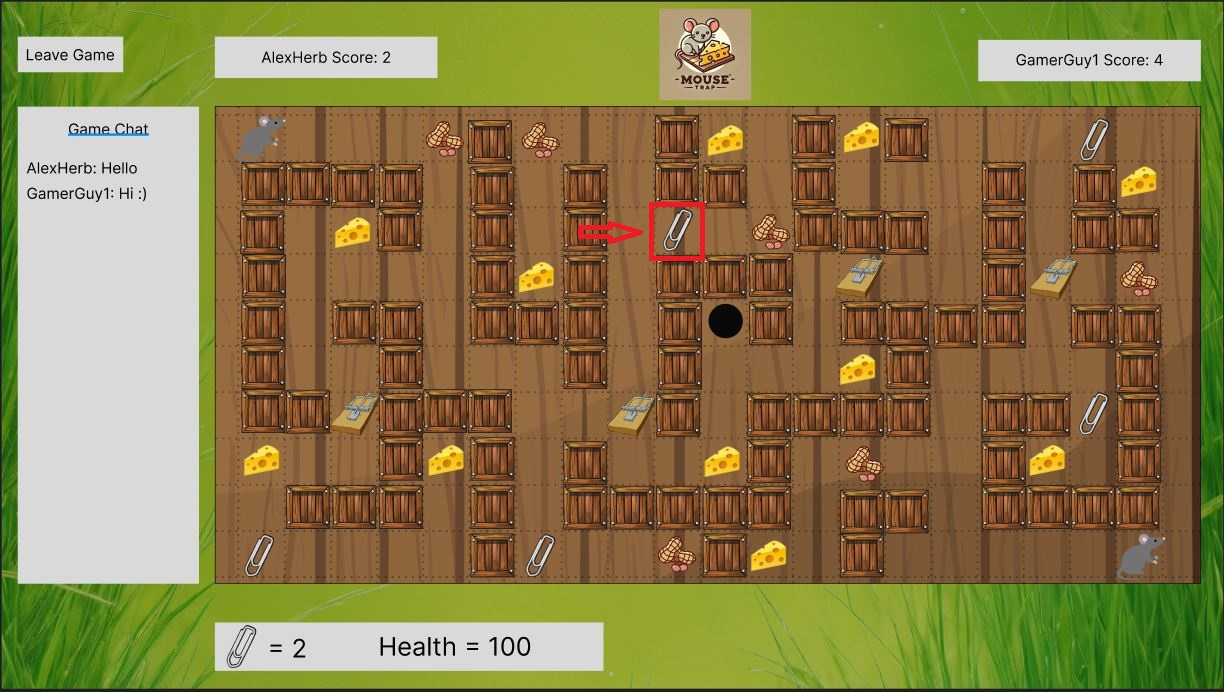 Leave Game
AlexHerb Score: 2
-MOUSE-
-TRAP-
GamerGuy1 Score: 4
Game Chat
AlexHerb: Hello
GamerGuy1: Hi :)
= 2
Health = 100